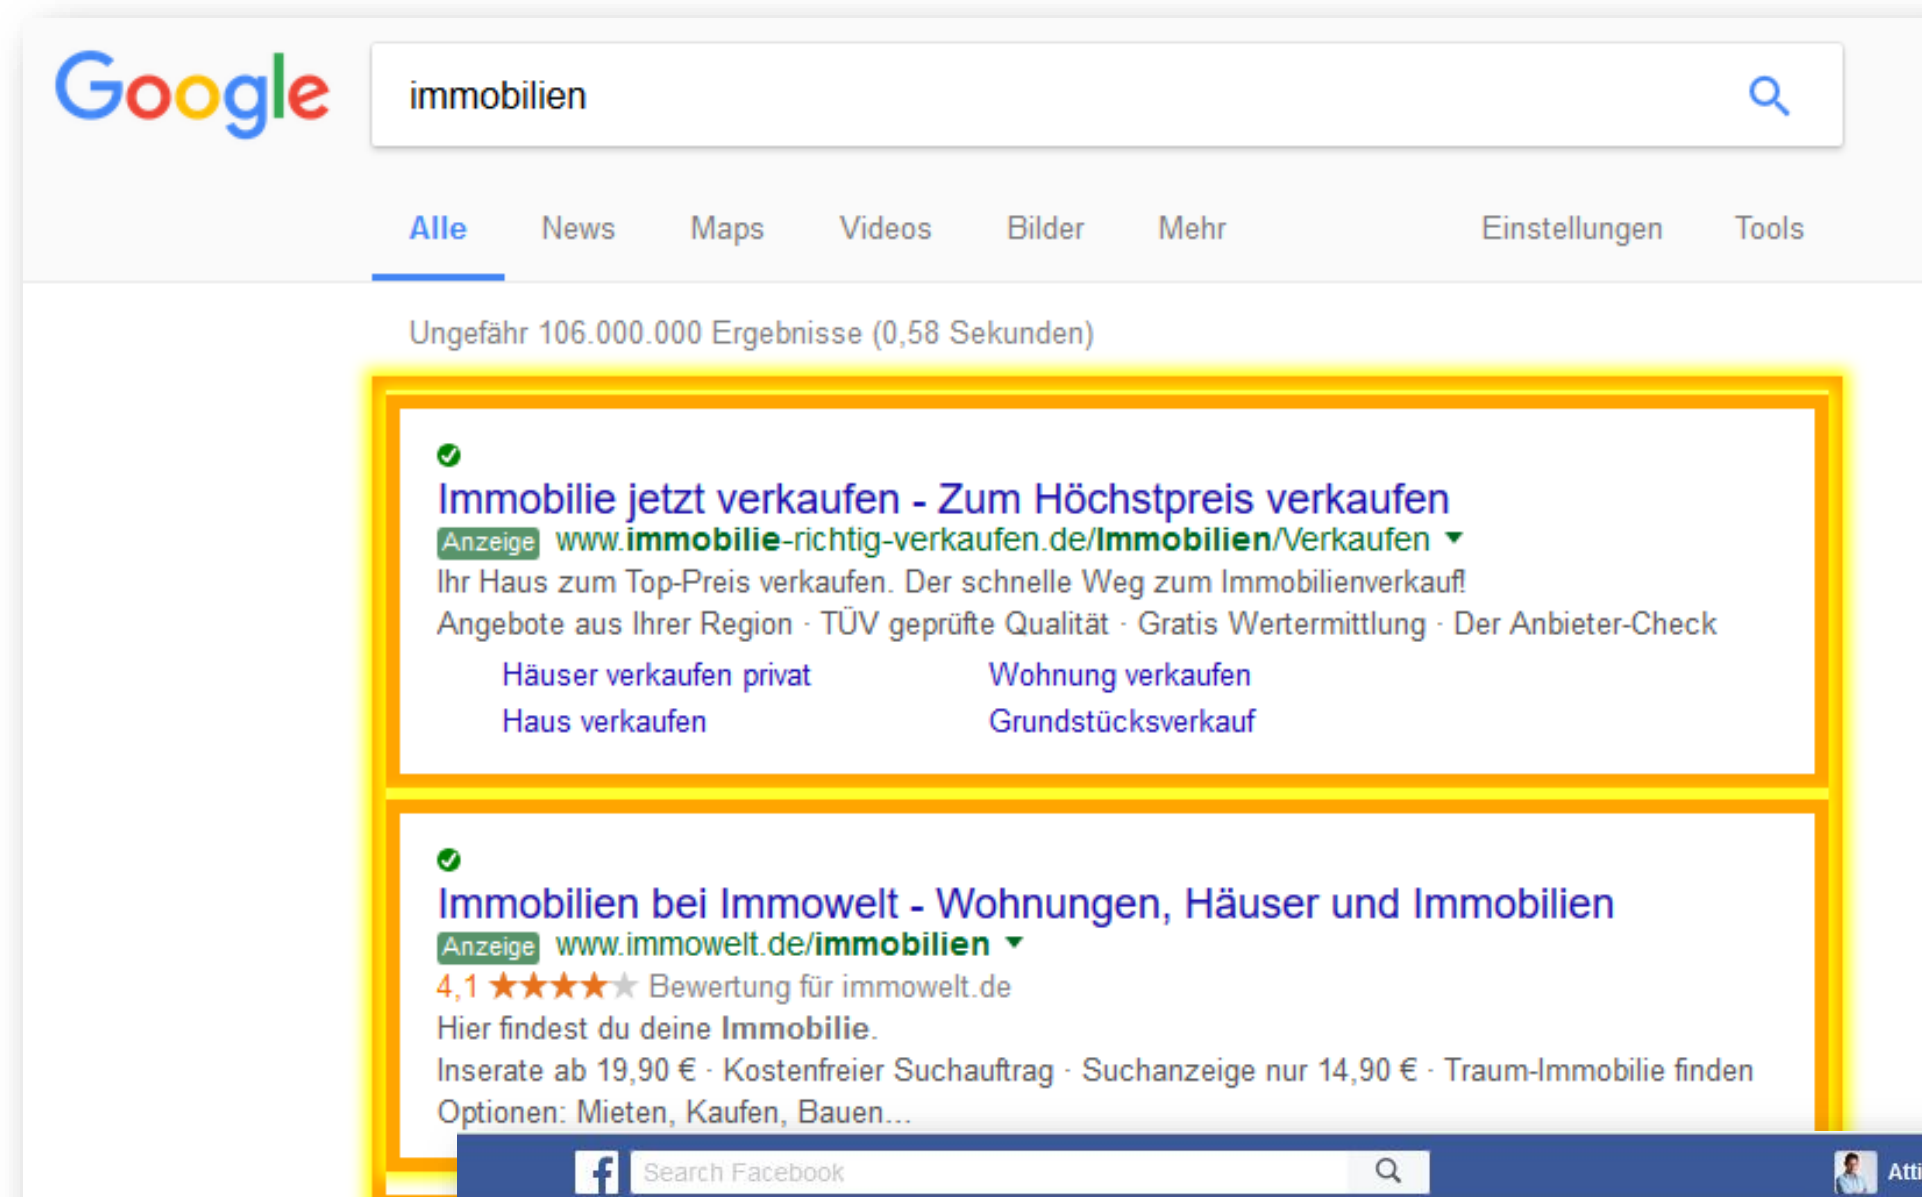 Google
immobilien
Alle News Maps Videos Bilder Mehr Einstellungen Tools
Ungefähr 106.000.000 Ergebnisse (0,58 Sekunden)
Immobilie jetzt verkaufen - Zum Höchstpreis verkaufen
Anzeige www.immobilie-richtig-verkaufen.de/Immobilien/Verkaufen
Ihr Haus zum Top-Preis verkaufen. Der schnelle Weg zum Immobilienverkauf!
Angebote aus Ihrer Region · TÜV geprüfte Qualität · Gratis Wertermittlung · Der Anbieter-Check
Häuser verkaufen privat Wohnung verkaufen
Haus verkaufen Grundstücksverkauf
Immobilien bei Immowelt - Wohnungen, Häuser und Immobilien
Anzeige www.immowelt.de/immobilien
4,1 ★★★★★ Bewertung für immowelt.de
Hier findest du deine Immobilie.
Inserate ab 19,90 € · Kostenfreier Suchauftrag · Suchanzeige nur 14,90 € · Traum-Immobilie finden
Optionen: Mieten, Kaufen, Bauen...
f Search Facebook Atti